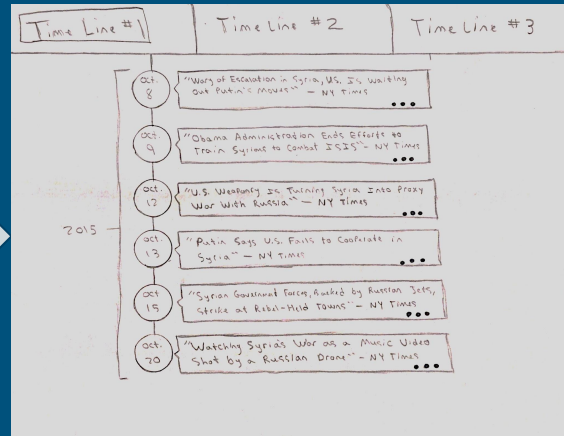 Time Line #1
Time Line #2
Time Line #3
2015
Oct. 8
"Wary of Escalation in Syria, U.S. Is Waiting
Out Putin's Moves" - NY Times
Oct. 9
"Obama Administration Ends Efforts to
Train Syrians to Combat ISIS" - NY Times
Oct. 12
"U.S. Weaponry Is Turning Syria Into Proxy
War With Russia" - NY Times
Oct. 13
"Putin Says U.S. Fails to Cooperate in
Syria" - NY Times
Oct 15
"Syrian Government Forces, Backed by Russian Jets,
Strike at Rebel-Held Towns" - NY Times
Oct. 20
"Watching Syria's War as a Music Video
Shot by a Russian Drone" - NY Times